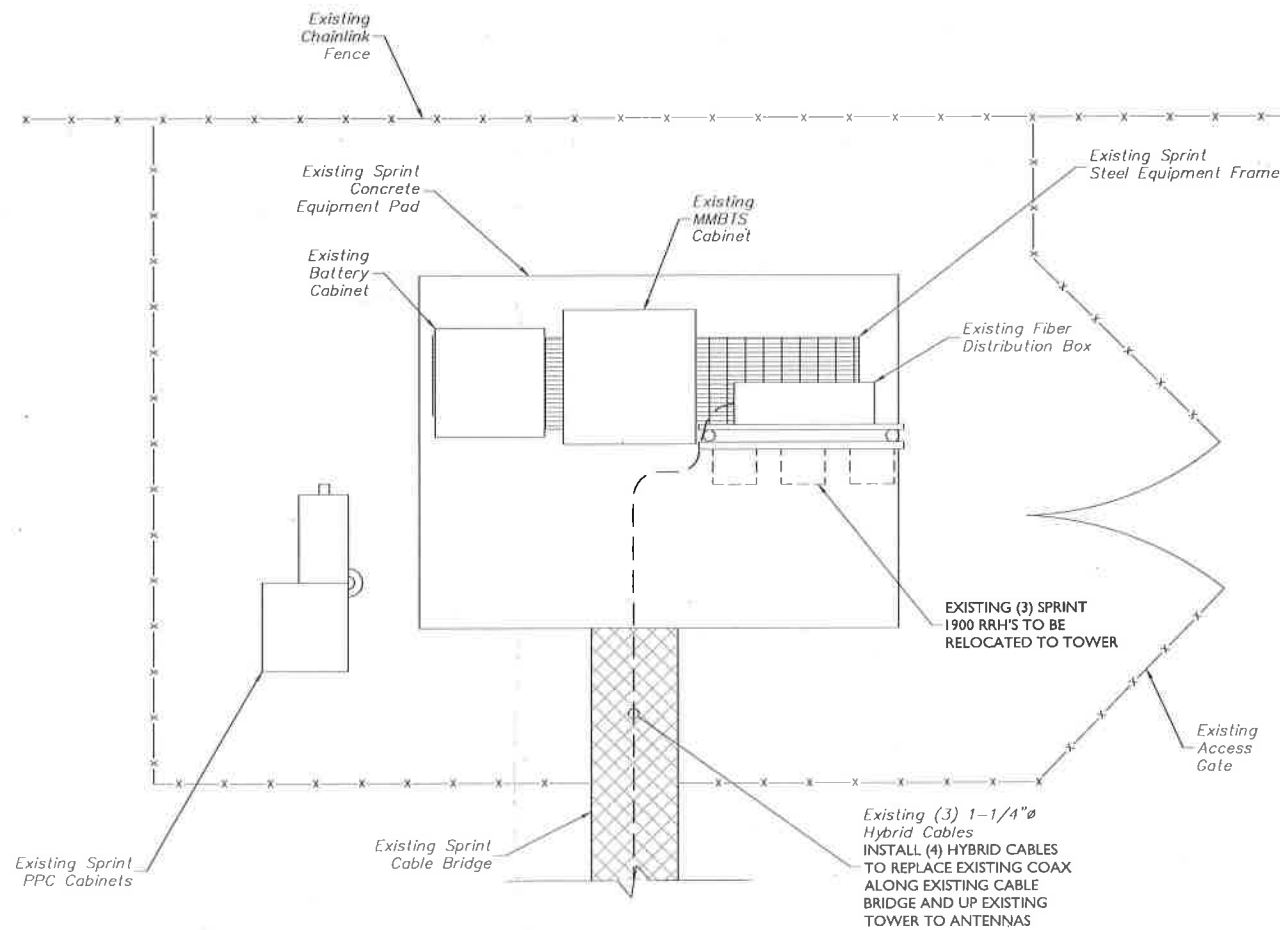 Existing
Chainlink
Fence
Existing Sprint
Concrete
Equipment Pad
Existing
MMBTS
Cabinet
Existing Sprint
Steel Equipment Frame
Existing
Battery
Cabinet
Existing Fiber
Distribution Box
EXISTING (3) SPRINT
1900 RRH'S TO BE
RELOCATED TO TOWER
Existing
Access
Gate
Existing Sprint
PPC Cabinets
Existing Sprint
Cable Bridge
Existing (3) 1-1/4"ø
Hybrid Cables
INSTALL (4) HYBRID CABLES
TO REPLACE EXISTING COAX
ALONG EXISTING CABLE
BRIDGE AND UP EXISTING
TOWER TO ANTENNAS